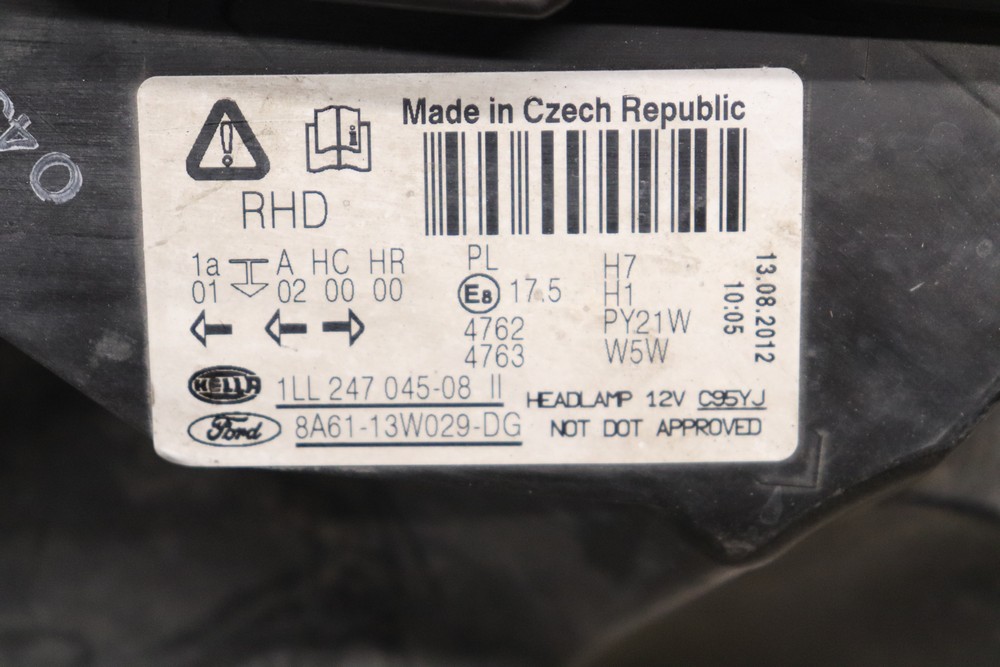 Made in Czech Republic
RHD
1a A HC HR
01 02 00 00
PL
E8 17.5
4762
4763
H7
H1
PY21W
W5W
13.08.2012
10:05
HELLA 1LL 247 045-08 II
HEADLAMP 12V C95YJ
Ford 8A61-13W029-DG
NOT DOT APPROVED